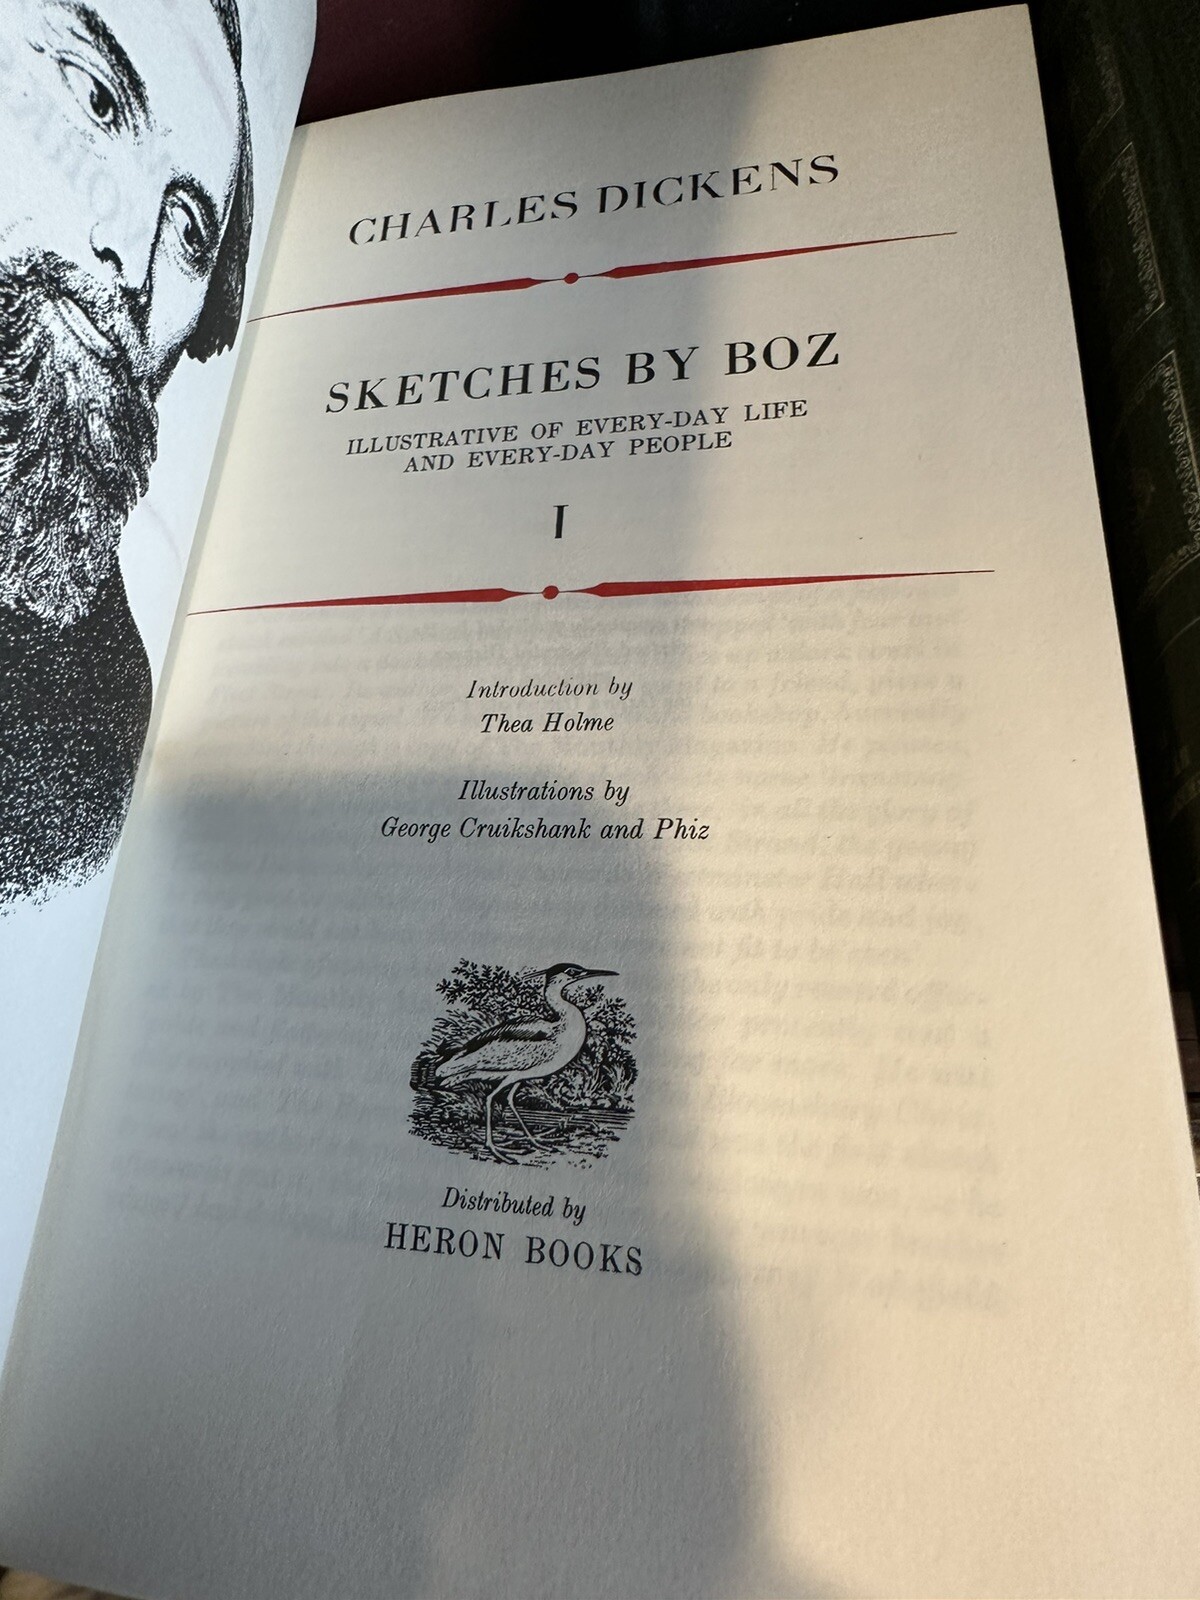 CHARLES DICKENS
SKETCHES BY BOZ
ILLUSTRATIVE OF EVERY-DAY LIFE
AND EVERY-DAY PEOPLE
I
Introduction by
Thea Holme
Illustrations by
George Cruikshank and Phiz
Distributed by
HERON BOOKS